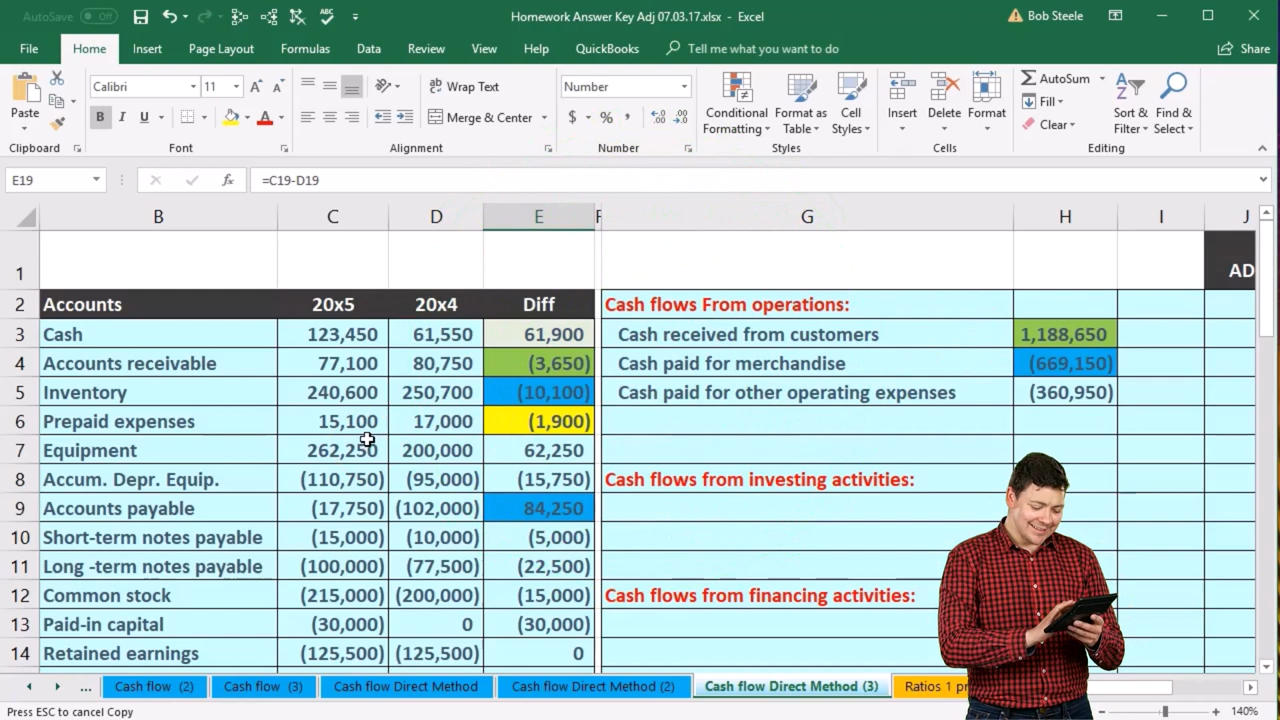 AutoSave Off Homework Answer Key Adj 07.03.17.xlsx - Excel Bob Steele
File Home Insert Page Layout Formulas Data Review View Help QuickBooks Tell me what you want to do Share
Paste Calibri 11 B I U A A A Wrap Text Merge & Center Number $ % , Conditional Formatting Format as Table Cell Styles Insert Delete Format AutoSum Fill Clear Sort & Filter Find & Select
Clipboard Font Alignment Number Styles Cells Editing
E19 fx =C19-D19
B C D E F G H I J
1 AD
2 Accounts 20x5 20x4 Diff Cash flows From operations:
3 Cash 123,450 61,550 61,900 Cash received from customers 1,188,650
4 Accounts receivable 77,100 80,750 (3,650) Cash paid for merchandise (669,150)
5 Inventory 240,600 250,700 (10,100) Cash paid for other operating expenses (360,950)
6 Prepaid expenses 15,100 17,000 (1,900)
7 Equipment 262,250 200,000 62,250
8 Accum. Depr. Equip. (110,750) (95,000) (15,750) Cash flows from investing activities:
9 Accounts payable (17,750) (102,000) 84,250
10 Short-term notes payable (15,000) (10,000) (5,000)
11 Long -term notes payable (100,000) (77,500) (22,500)
12 Common stock (215,000) (200,000) (15,000) Cash flows from financing activities:
13 Paid-in capital (30,000) 0 (30,000)
14 Retained earnings (125,500) (125,500) 0
... Cash flow (2) Cash flow (3) Cash flow Direct Method Cash flow Direct Method (2) Cash flow Direct Method (3) Ratios 1 pr
Press ESC to cancel Copy 140%